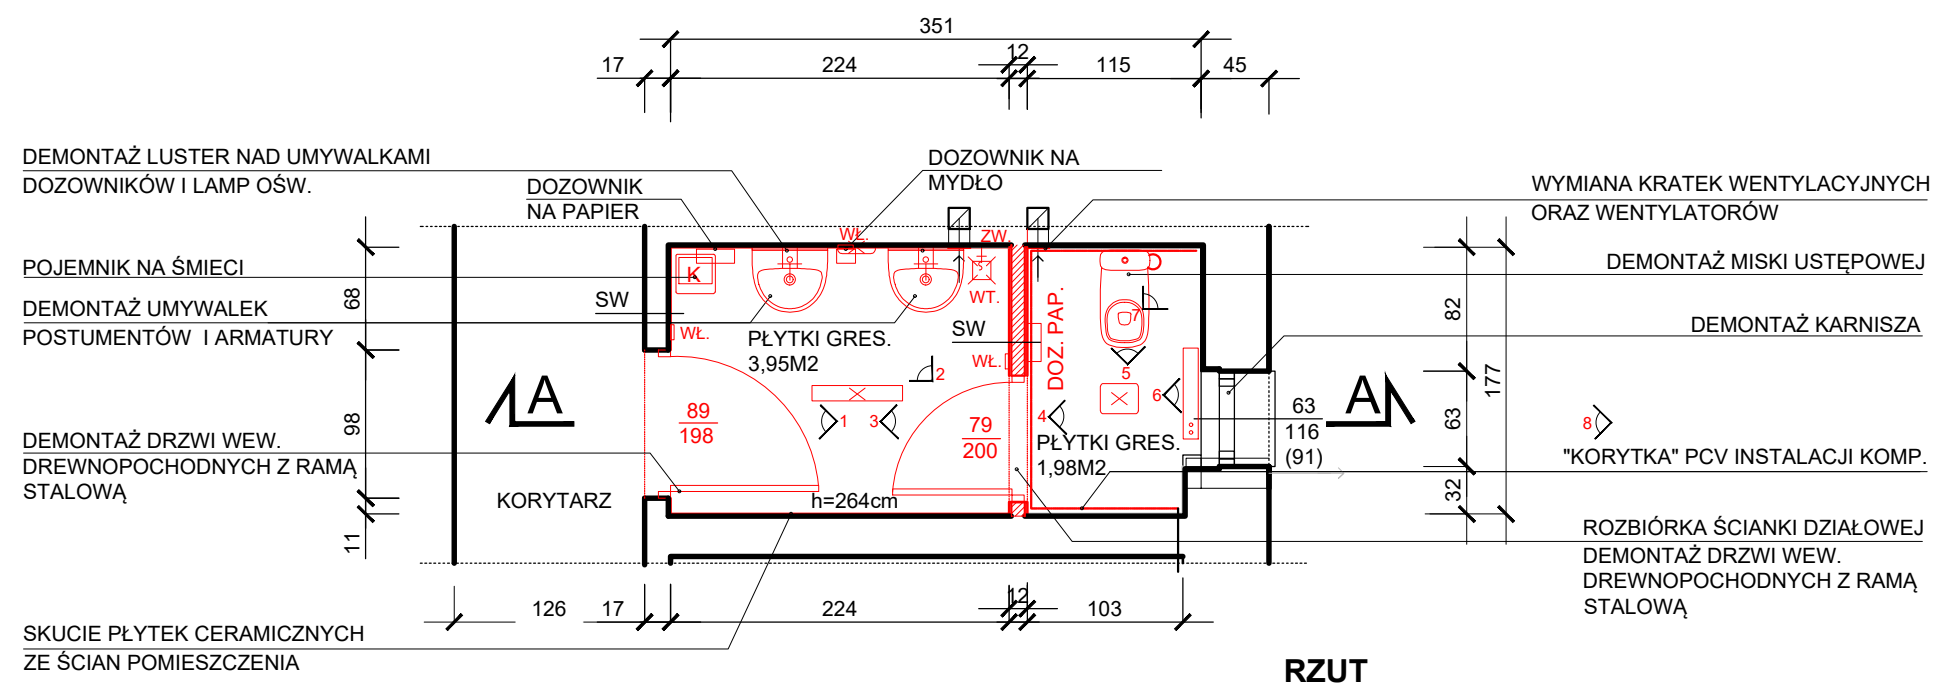 351
17
224
12
115
45
DEMONTAŻ LUSTER NAD UMYWALKAMI
DOZOWNIKÓW I LAMP OŚW.
DOZOWNIK
NA PAPIER
DOZOWNIK NA
MYDŁO
WYMIANA KRATEK WENTYLACYJNYCH
ORAZ WENTYLATORÓW
POJEMNIK NA ŚMIECI
DEMONTAŻ UMYWALEK
POSTUMENTÓW I ARMATURY
DEMONTAŻ MISKI USTĘPOWEJ
DEMONTAŻ KARNISZA
WŁ.
ZW.
K
WT.
SW
WŁ.
PŁYTKI GRES.
3,95M2
SW
WŁ.
DOZ. PAP.
7
5
2
6
1
3
4
8
68
98
11
82
63
32
177
A
A
89
198
79
200
63
116
(91)
PŁYTKI GRES.
1,98M2
DEMONTAŻ DRZWI WEW.
DREWNOPOCHODNYCH Z RAMĄ
STALOWĄ
KORYTARZ
h=264cm
"KORYTKA" PCV INSTALACJI KOMP.
ROZBIÓRKA ŚCIANKI DZIAŁOWEJ
DEMONTAŻ DRZWI WEW.
DREWNOPOCHODNYCH Z RAMĄ
STALOWĄ
126
17
224
12
103
SKUCIE PŁYTEK CERAMICZNYCH
ZE ŚCIAN POMIESZCZENIA
RZUT